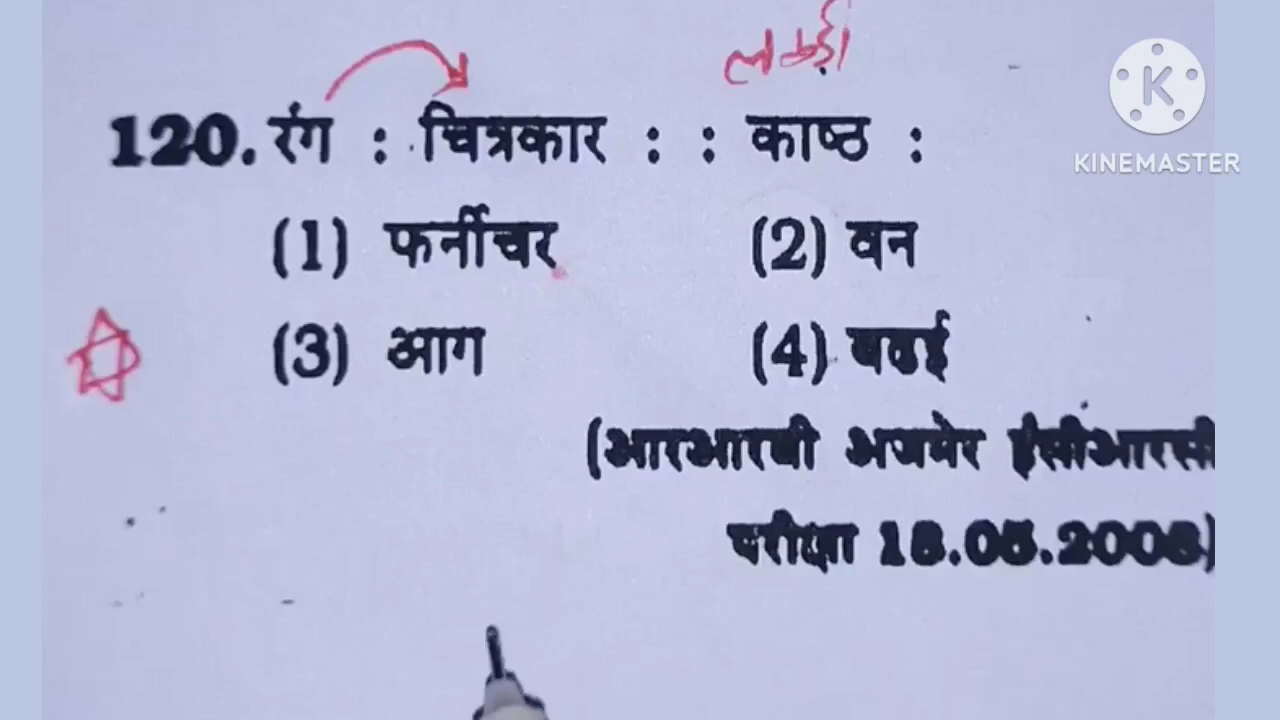 लकड़ी
120. रंग : चित्रकार : : काष्ठ :
(1) फर्नीचर (2) वन
(3) आग (4) बढई
(आरआरबी अजमेर ईसीआरसी
परीक्षा 18.05.2008)
KINEMASTER